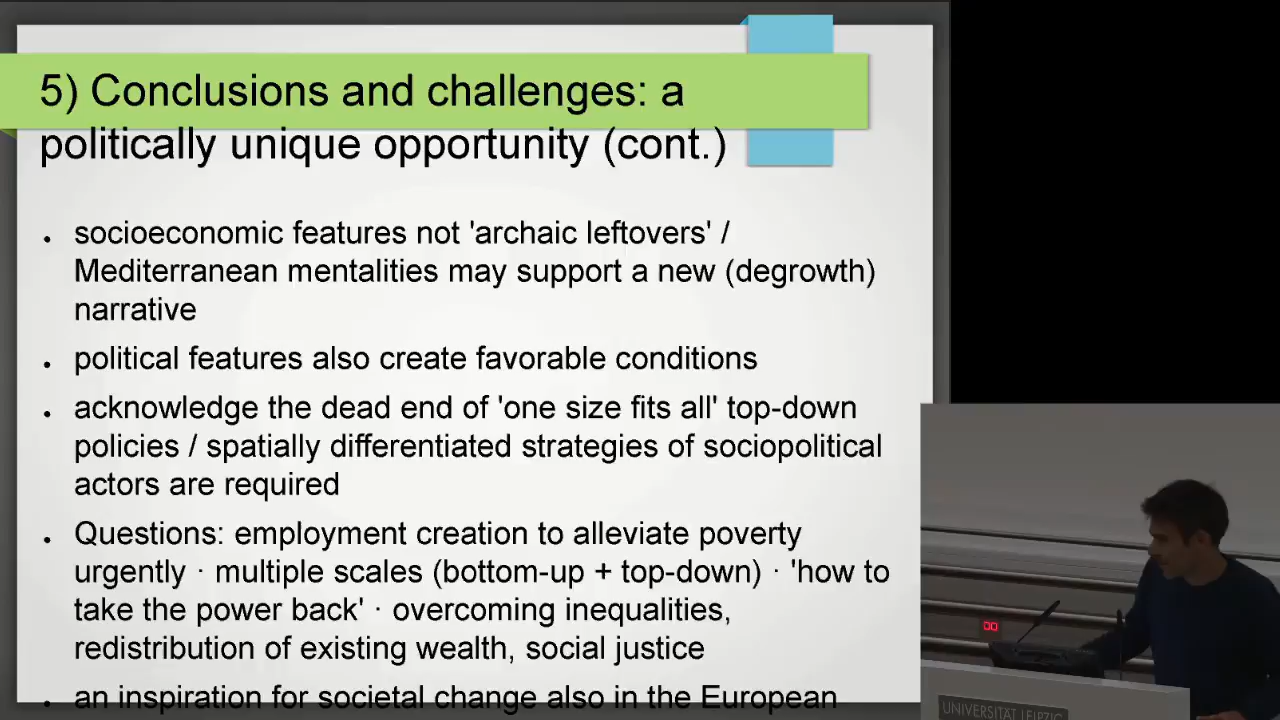 5) Conclusions and challenges: a
politically unique opportunity (cont.)
• socioeconomic features not 'archaic leftovers' /
Mediterranean mentalities may support a new (degrowth)
narrative
• political features also create favorable conditions
• acknowledge the dead end of 'one size fits all' top-down
policies / spatially differentiated strategies of sociopolitical
actors are required
• Questions: employment creation to alleviate poverty
urgently · multiple scales (bottom-up + top-down) · 'how to
take the power back' · overcoming inequalities,
redistribution of existing wealth, social justice
• an inspiration for societal change also in the European
00
UNIVERSITÄT LEIPZIG